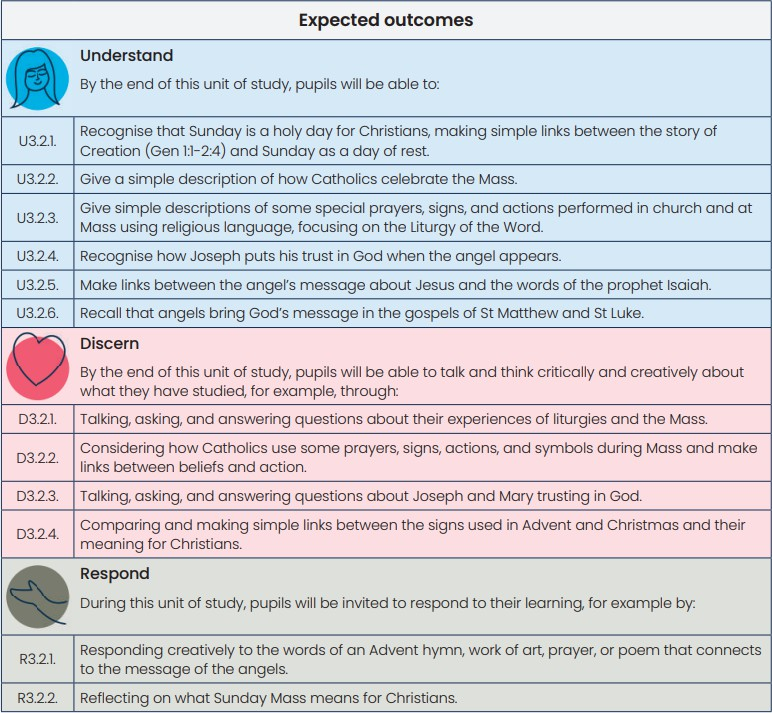 Expected outcomes
Understand
By the end of this unit of study, pupils will be able to:
U3.2.1.
Recognise that Sunday is a holy day for Christians, making simple links between the story of
Creation (Gen 1:1-2:4) and Sunday as a day of rest.
U3.2.2.
Give a simple description of how Catholics celebrate the Mass.
U3.2.3.
Give simple descriptions of some special prayers, signs, and actions performed in church and at
Mass using religious language, focusing on the Liturgy of the Word.
U3.2.4.
Recognise how Joseph puts his trust in God when the angel appears.
U3.2.5.
Make links between the angel's message about Jesus and the words of the prophet Isaiah.
U3.2.6.
Recall that angels bring God's message in the gospels of St Matthew and St Luke.
Discern
By the end of this unit of study, pupils will be able to talk and think critically and creatively about
what they have studied, for example, through:
D3.2.1.
Talking, asking, and answering questions about their experiences of liturgies and the Mass.
D3.2.2.
Considering how Catholics use some prayers, signs, actions, and symbols during Mass and make
links between beliefs and action.
D3.2.3.
Talking, asking, and answering questions about Joseph and Mary trusting in God.
D3.2.4.
Comparing and making simple links between the signs used in Advent and Christmas and their
meaning for Christians.
Respond
During this unit of study, pupils will be invited to respond to their learning, for example by:
R3.2.1.
Responding creatively to the words of an Advent hymn, work of art, prayer, or poem that connects
to the message of the angels.
R3.2.2.
Reflecting on what Sunday Mass means for Christians.